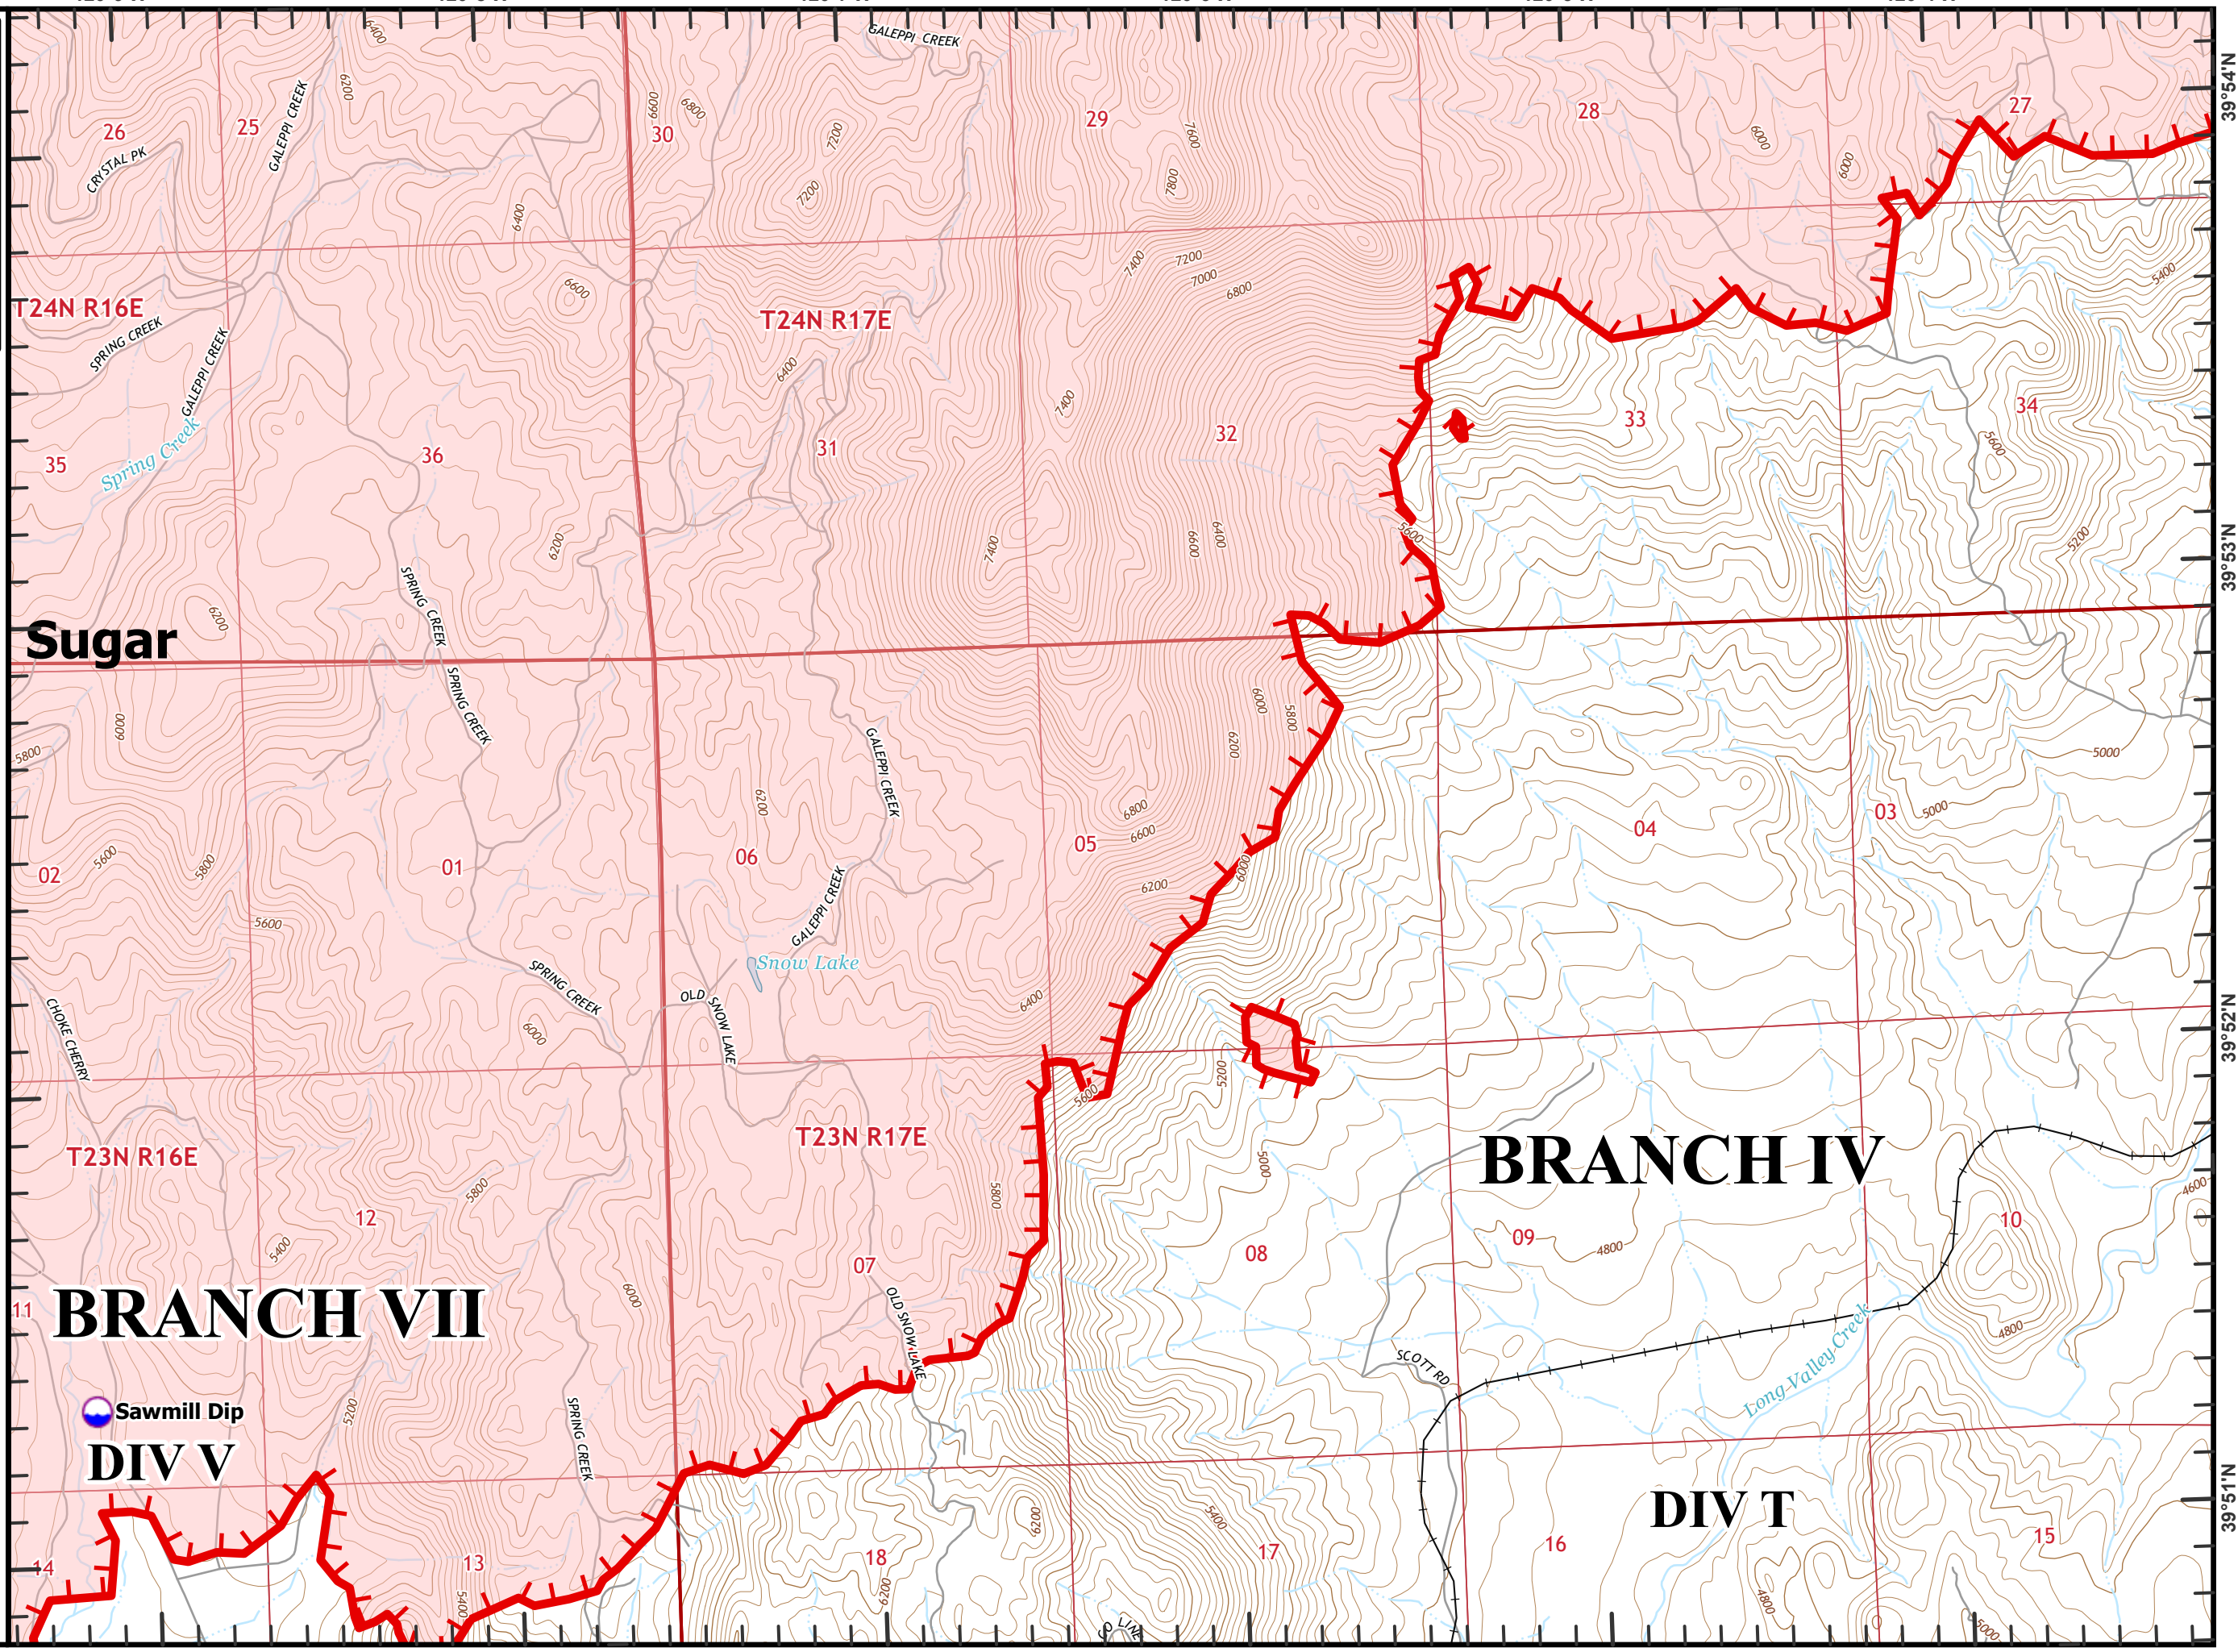 GALEPPI CREEK
6400
39°54'N
27
6200
GALEPPI CREEK
6600
6800
29
28
26
25
30
7200
7600
6000
6000
CRYSTAL PK
7800
7200
6400
7400
7200
7000
6800
5400
6600
T24N R16E
T24N R17E
SPRING CREEK
GALEPPI CREEK
6400
7400
34
33
32
31
36
35
Spring Creek
5600
5600
6400
6600
7400
6200
5200
39°53'N
SPRING CREEK
6200
Sugar
SPRING CREEK
6000
5800
6000
5800
6200
GALEPPI CREEK
5000
6200
6800
6600
5000
03
04
05
06
01
02
5600
5800
6000
6200
5600
GALEPPI CREEK
Snow Lake
SPRING CREEK
OLD SNOW LAKE
6400
6000
CHOKE CHERRY
39°52'N
5200
5600
T23N R17E
T23N R16E
BRANCH IV
5000
5800
5800
4600
12
10
09
08
07
5400
4800
6000
11
BRANCH VII
OLD SNOW LAKE
4800
SCOTT RD
Long Valley Creek
Sawmill Dip
5200
SPRING CREEK
DIV V
39°51'N
DIV T
5400
6200
14
13
18
17
16
15
5400
6200
4800
5000
SO LINE